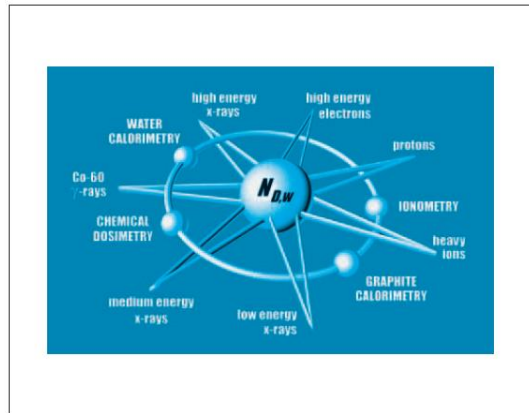 high energy
x-rays
high energy
electrons
WATER
CALORIMETRY
protons
Co-60
γ-rays
N D,W
IONOMETRY
CHEMICAL
DOSIMETRY
heavy
ions
GRAPHITE
CALORIMETRY
medium energy
x-rays
low energy
x-rays